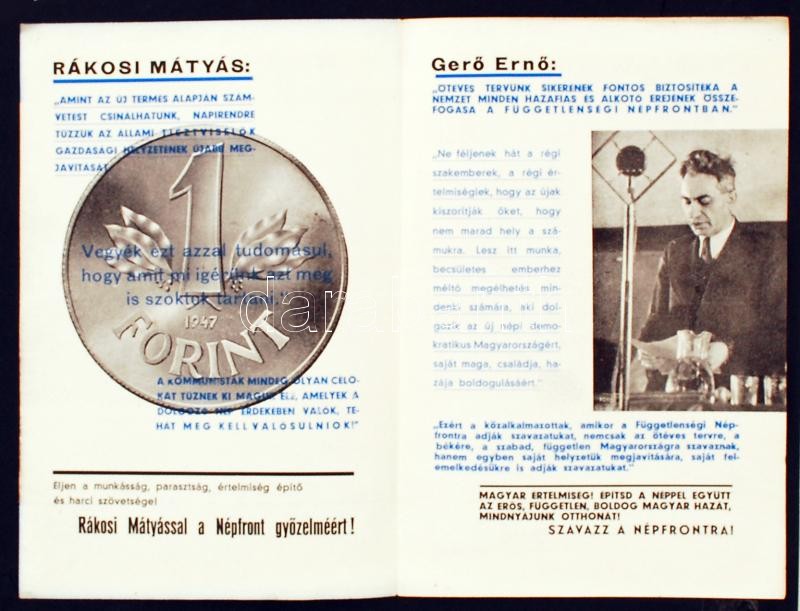 RÁKOSI MÁTYÁS:
„AMINT AZ ÚJ TERMÉS ALAPJÁN SZÁM-
VETÉST CSINÁLHATUNK, NAPIRENDRE
TŰZZÜK AZ ÁLLAMI TISZTVISELŐK
GAZDASÁGI HELYZETÉNEK ÚJABB MEG-
JAVÍTÁSÁT.
Vegyék ezt azzal tudomásul,
hogy amit mi igérünk azt meg
is szoktuk tartani."
1
1947
FORINT
A KOMMUNISTÁK MINDÉG OLYAN CÉLO-
KAT TŰZNEK KI MAGUK ELÉ, AMELYEK A
DOLGOZÓ NÉP ÉRDEKÉBEN VALÓK, TE-
HÁT MEG KELL VALÓSULNIOK!"
Éljen a munkásság, parasztság, értelmiség építő
és harci szövetsége!
Rákosi Mátyással a Népfront győzelméért!
Gerő Ernő:
„ÖTÉVES TERVÜNK SIKERÉNEK FONTOS BIZTOSÍTÉKA A
NEMZET MINDEN HAZAFIAS ÉS ALKOTÓ EREJÉNEK ÖSSZE-
FOGÁSA A FÜGGETLENSÉGI NÉPFRONTBAN."
„Ne féljenek hát a régi
szakemberek, a régi ér-
telmiségiek, hogy az újak
kiszorítják őket, hogy
nem marad hely a szá-
mukra. Lesz itt munka,
becsületes emberhez
méltó megélhetés min-
denki számára, aki dol-
gozik az új népi demo-
kratikus Magyarországért,
saját maga, családja, ha-
zája boldogulásáért."
„Ezért a közalkalmazottak, amikor a Függetlenségi Nép-
frontra adják szavazatukat, nemcsak az ötéves tervre, a
békére, a szabad, független Magyarországra szavaznak,
hanem egyben saját helyzetük megjavítására, saját fel-
emelkedésükre is adják szavazatukat."
MAGYAR ÉRTELMISÉG! ÉPÍTSD A NÉPPEL EGYÜTT
AZ ERŐS, FÜGGETLEN, BOLDOG MAGYAR HAZÁT,
MINDNYÁJUNK OTTHONÁT!
SZAVAZZ A NÉPFRONTRA!